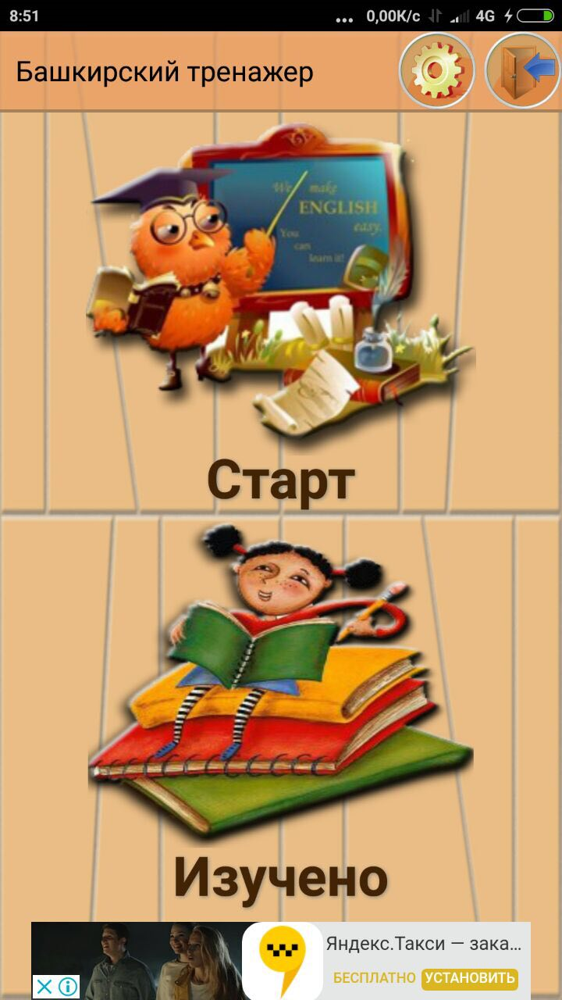 8:51
... 0,00К/с 4G
Башкирский тренажер
We make
ENGLISH
easy.
You
can
learn it!
Старт
Изучено
Яндекс.Такси — зака...
БЕСПЛАТНО УСТАНОВИТЬ